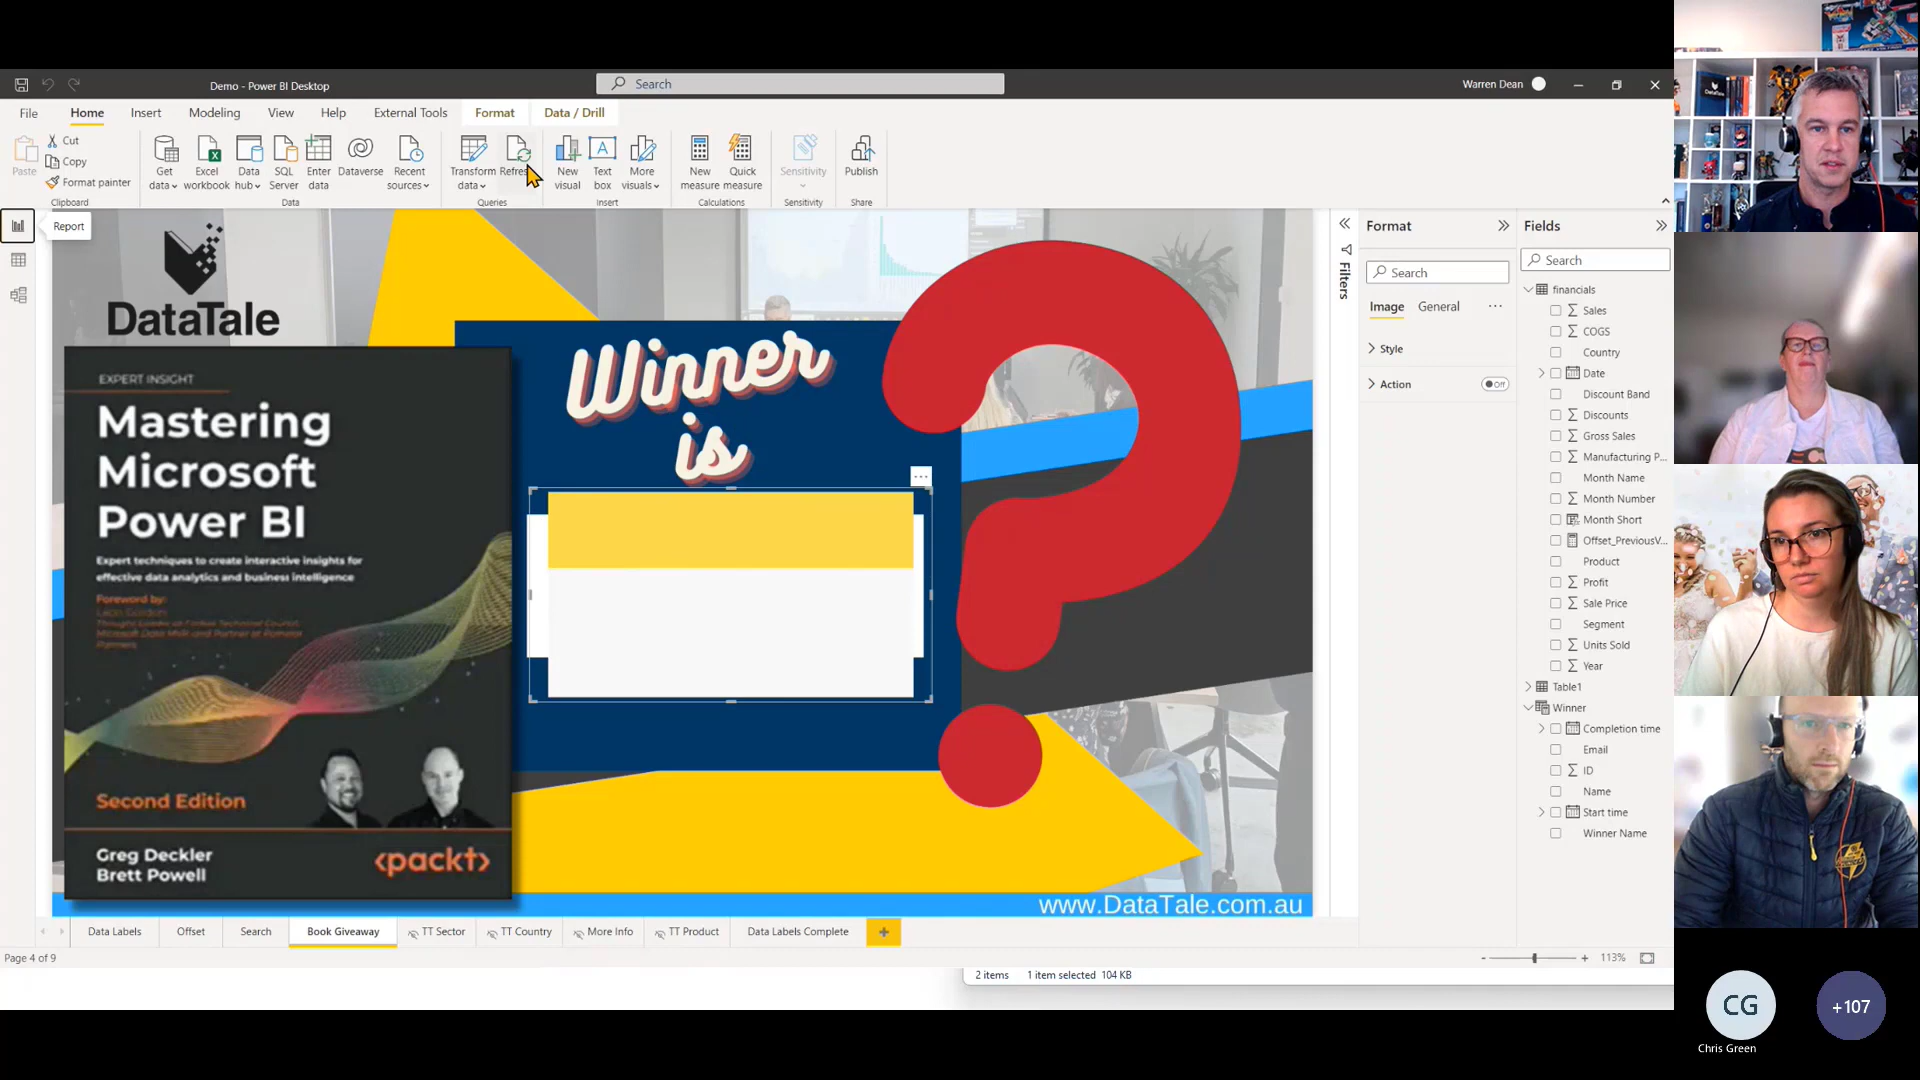 Demo - Power BI Desktop
Search
Warren Dean
File
Home
Insert
Modeling
View
Help
External Tools
Format
Data / Drill
Paste
Cut
Copy
Format painter
Clipboard
Get data
Excel workbook
Data hub
SQL Server
Enter data
Dataverse
Recent sources
Data
Transform data
Refres
Queries
New visual
Text box
More visuals
Insert
New measure
Quick measure
Calculations
Sensitivity
Sensitivity
Publish
Share
Report
DataTale
EXPERT INSIGHT
Mastering
Microsoft
Power BI
Expert techniques to create interactive insights for
effective data analytics and business intelligence
Foreword by:
Second Edition
Greg Deckler
Brett Powell
<packt>
Winner
is
www.DataTale.com.au
Filters
Format
Search
Image
General
Style
Action
Off
Fields
Search
financials
Sales
COGS
Country
Date
Discount Band
Discounts
Gross Sales
Manufacturing P...
Month Name
Month Number
Month Short
Offset_PreviousV...
Product
Profit
Sale Price
Segment
Units Sold
Year
Table1
Winner
Completion time
Email
ID
Name
Start time
Winner Name
Data Labels
Offset
Search
Book Giveaway
TT Sector
TT Country
More Info
TT Product
Data Labels Complete
Page 4 of 9
113%
2 items
1 item selected 104 KB
CG
Chris Green
+107